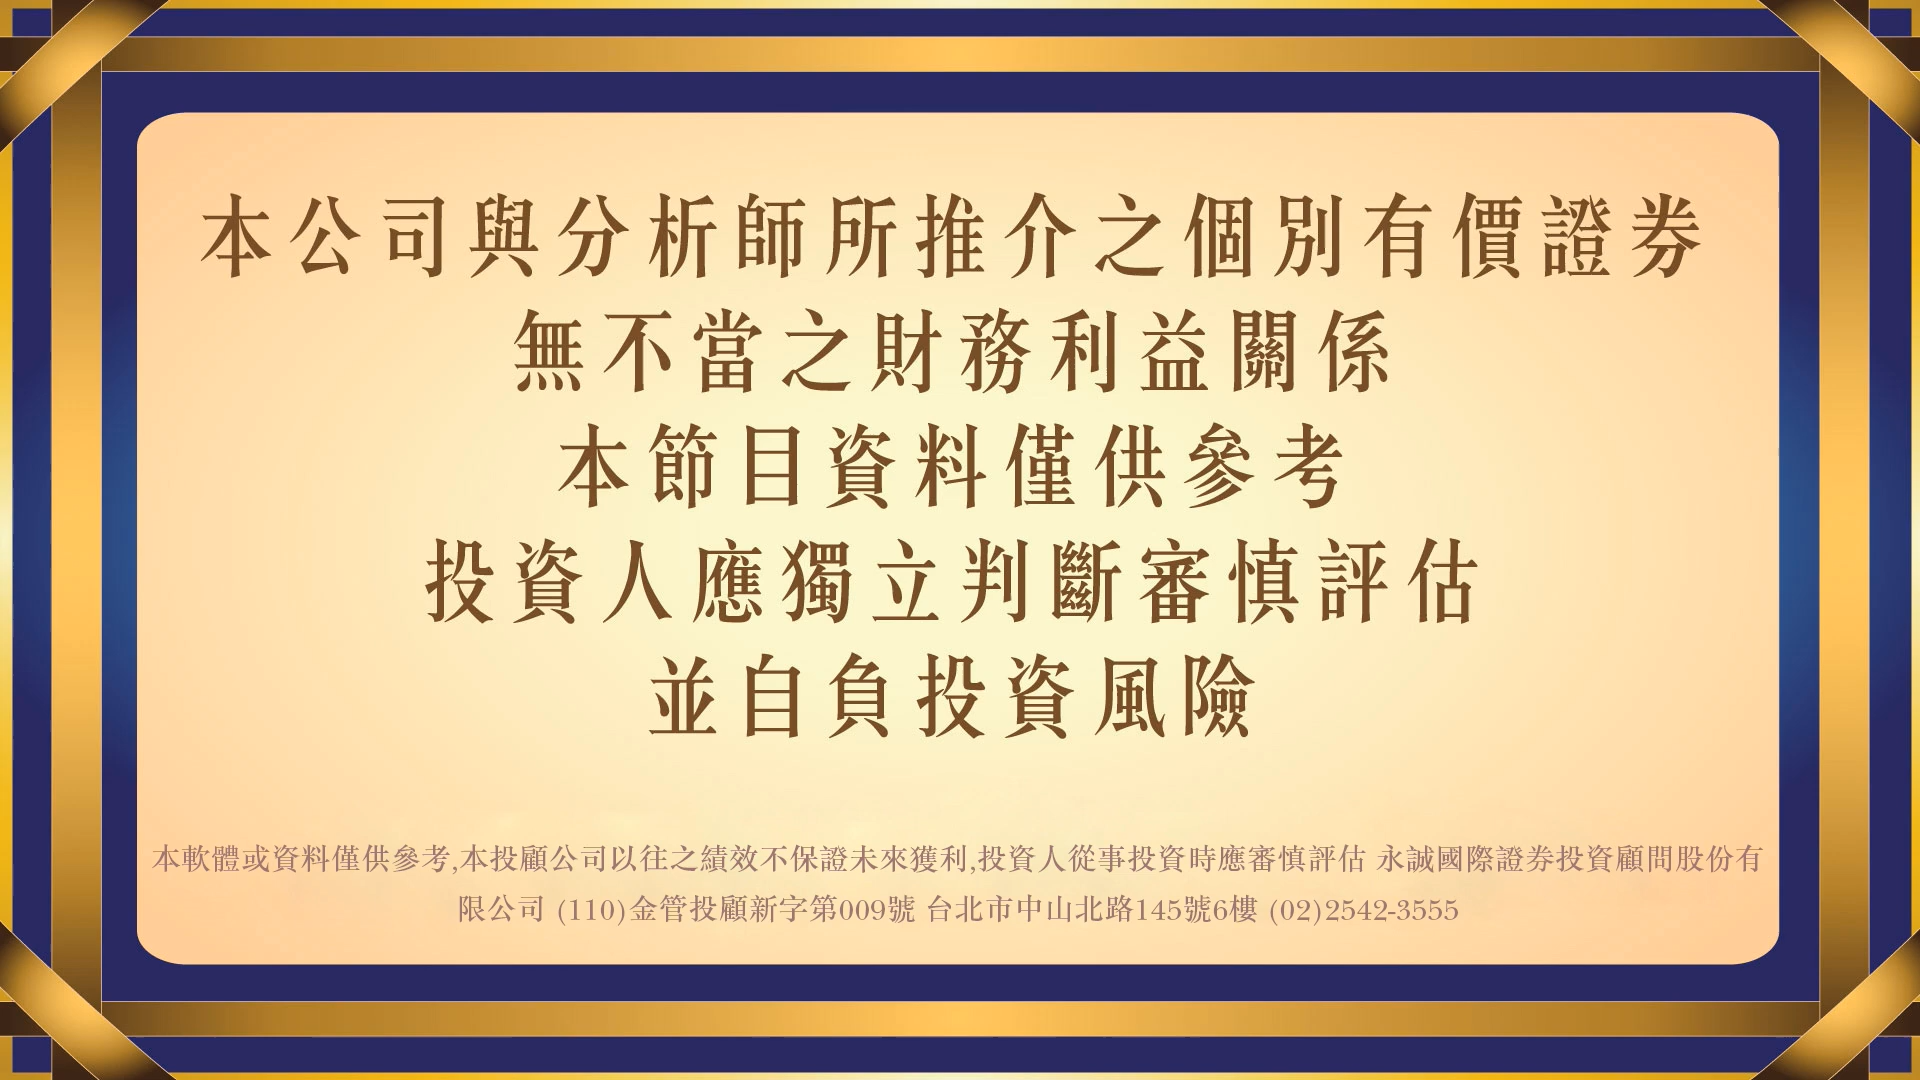 本公司與分析師所推介之個別有價證券
無不當之財務利益關係
本節目資料僅供參考
投資人應獨立判斷審慎評估
並自負投資風險
本軟體或資料僅供參考,本投顧公司以往之績效不保證未來獲利,投資人從事投資時應審慎評估 永誠國際證券投資顧問股份有
限公司 (110)金管投顧新字第009號 台北市中山北路145號6樓 (02)2542-3555